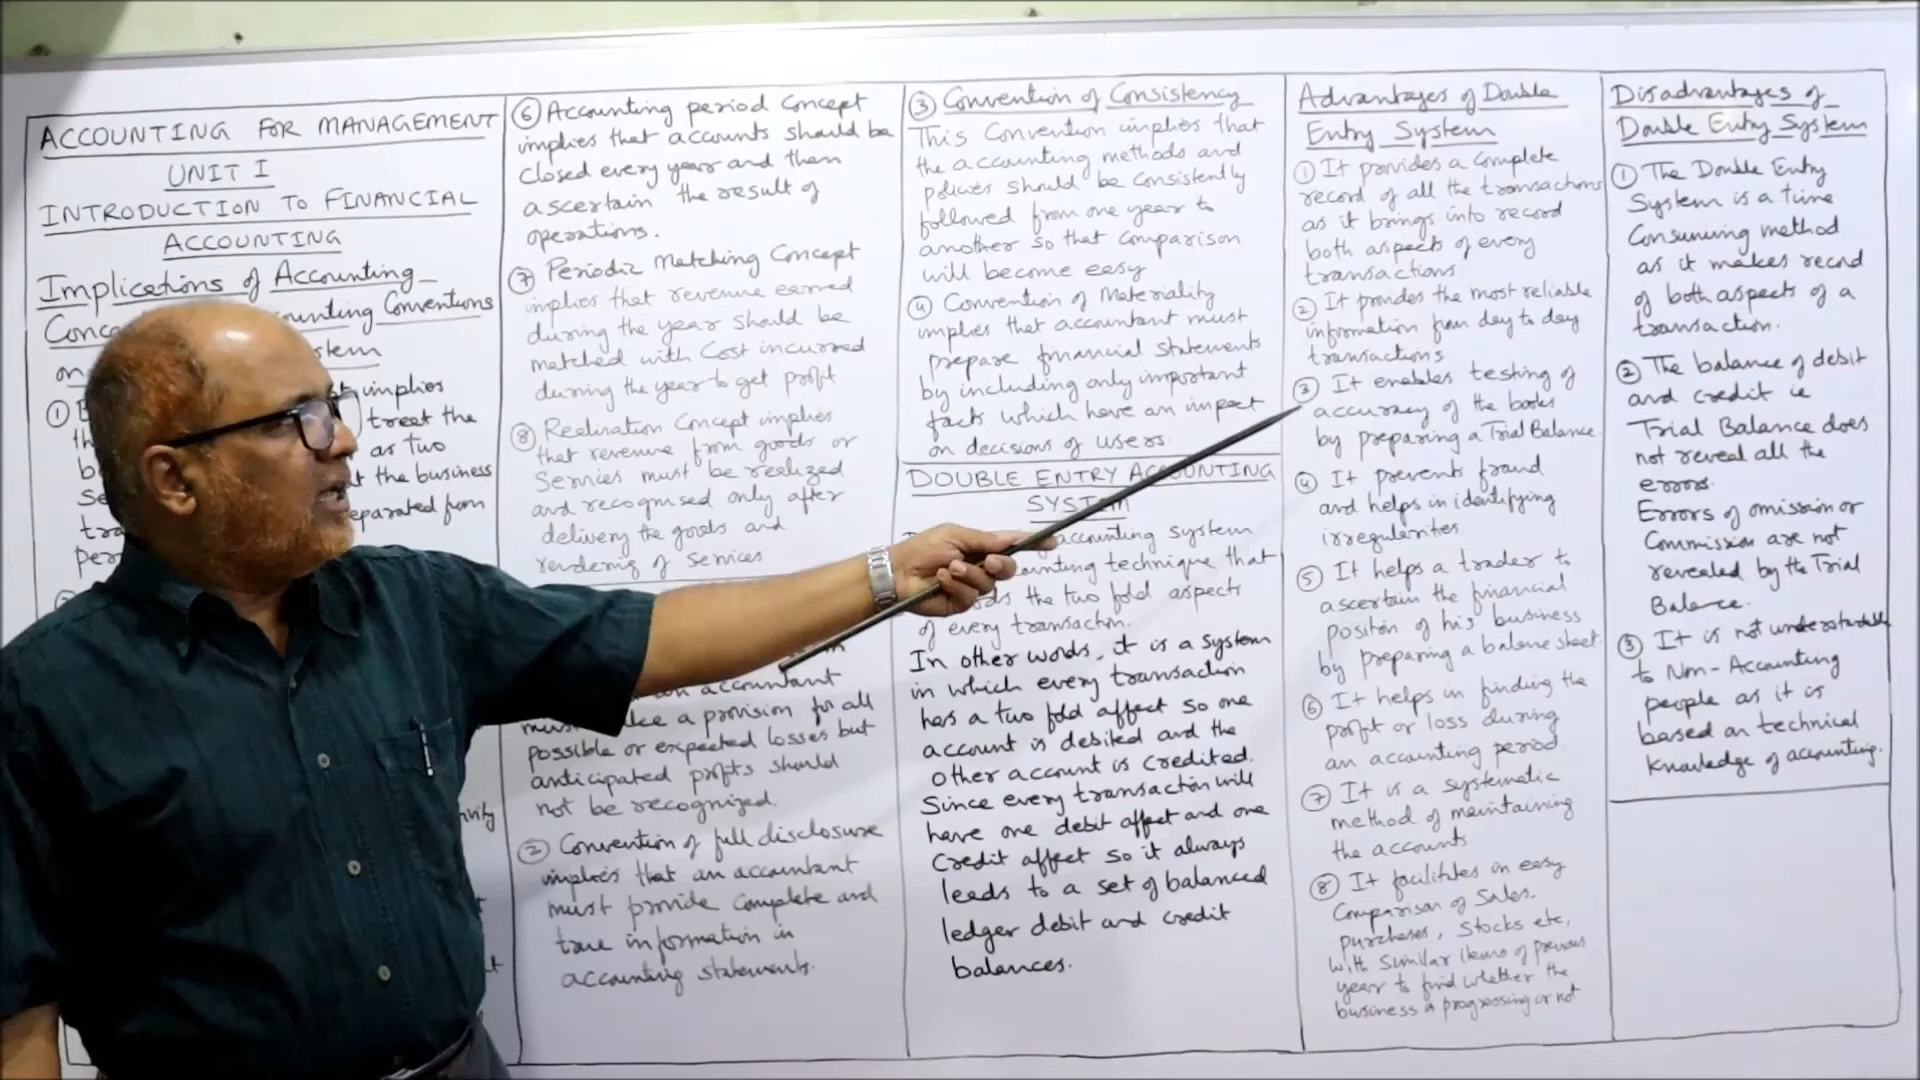 ACCOUNTING FOR MANAGEMENT
UNIT I
INTRODUCTION TO FINANCIAL
ACCOUNTING
Implications of Accounting
Accounting Conventions
on
①
implies
treat the
as two
the business
separated from
⑥ Accounting period Concept
implies that accounts should be
closed every year and then
ascertain the result of
operations.
⑦ Periodic Matching Concept
implies that revenue earned
during the year should be
matched with Cost incurred
during the year to get profit
⑧ Realisation Concept implies
that revenue from goods or
Services must be realized
and recognised only after
delivery the goods and
rendering of Services
an accountant
a provision for all
possible or expected losses but
anticipated profits should
not be recognized.
② Convention of full disclosure
implies that an accountant
must provide Complete and
true information in
accounting statements.
③ Convention of Consistency
This Convention implies that
the accounting methods and
policies should be Consistently
followed from one year to
another so that Comparison
will become easy
④ Convention of Materiality
implies that accountant must
prepare financial statements
by including only important
facts which have an impact
on decisions of users.
DOUBLE ENTRY ACCOUNTING
SYSTEM
accounting system
technique that
the two fold aspects
of every transaction.
In other words, it is a system
in which every transaction
has a two fold affect so one
account is debited and the
other account is credited.
Since every transaction will
have one debit affect and one
Credit affect so it always
leads to a set of balanced
ledger debit and credit
balances.
Advantages of Double
Entry System
① It provides a Complete
record of all the transactions
as it brings into record
both aspects of every
transactions.
② It provides the most reliable
information from day to day
transactions
③ It enables testing of
accuracy of the books
by preparing a Trial Balance
④ It prevents fraud
and helps in identifying
irregularities
⑤ It helps a trader to
ascertain the financial
position of his business
by preparing a balance sheet.
⑥ It helps in finding the
profit or loss during
an accounting period.
⑦ It is a systematic
method of maintaining
the accounts.
⑧ It facilitates in easy
Comparison of Sales,
purchases, Stocks etc,
with Similar items of previous
year to find whether the
business is progressing or not
Disadvantages of
Double Entry System
① The Double Entry
System is a time
Consuming method
as it makes record
of both aspects of a
transaction.
② The balance of debit
and credit ie
Trial Balance does
not reveal all the
errors.
Errors of omission or
Commission are not
revealed by the Trial
Balance.
③ It is not understandable
to Non-Accounting
people as it is
based on technical
Knowledge of accounting.